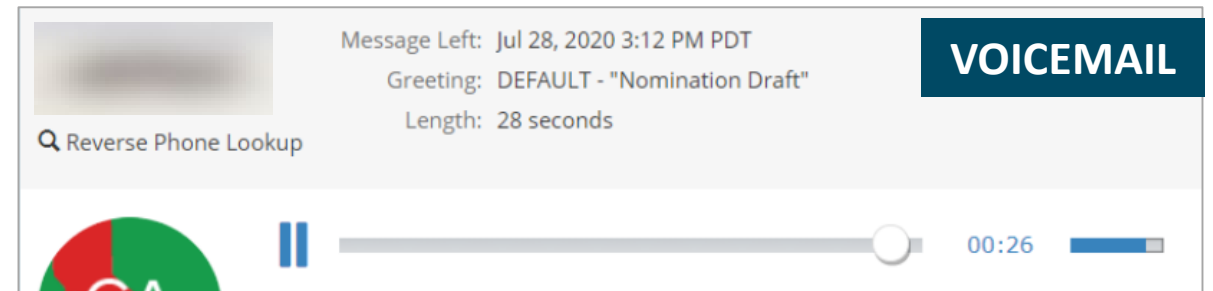 Message Left: Jul 28, 2020 3:12 PM PDT
VOICEMAIL
Greeting: DEFAULT - "Nomination Draft"
Length: 28 seconds
Reverse Phone Lookup
00:26
CA